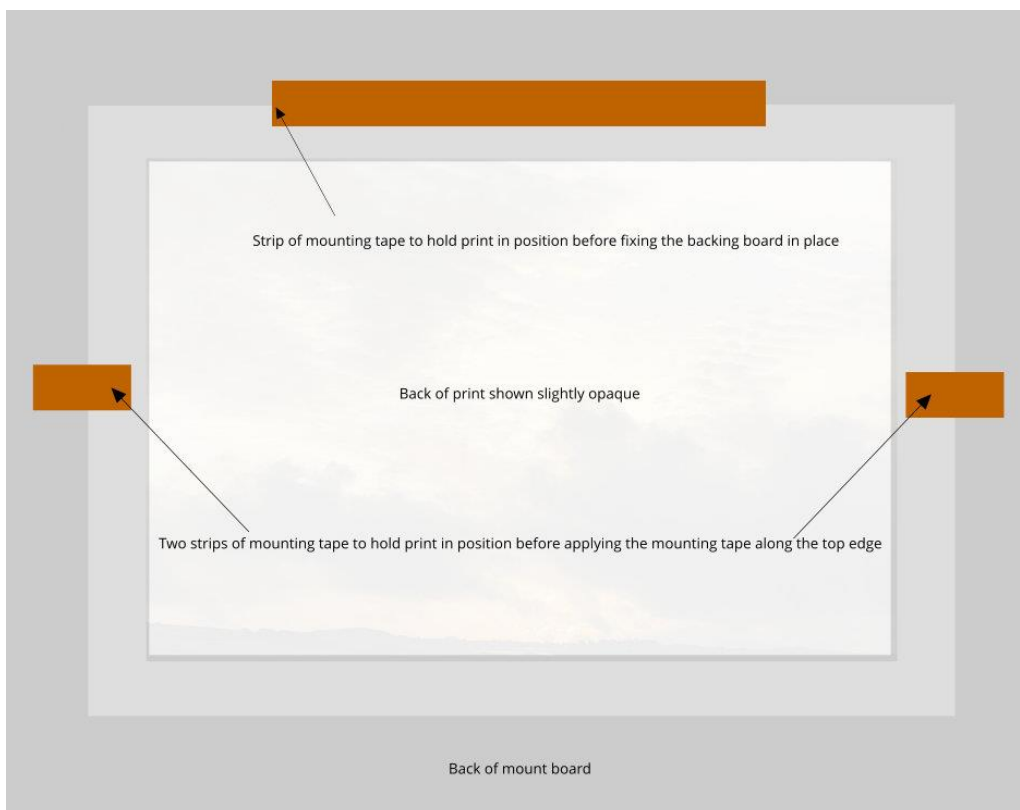 Strip of mounting tape to hold print in position before fixing the backing board in place
Back of print shown slightly opaque
Two strips of mounting tape to hold print in position before applying the mounting tape along the top edge
Back of mount board